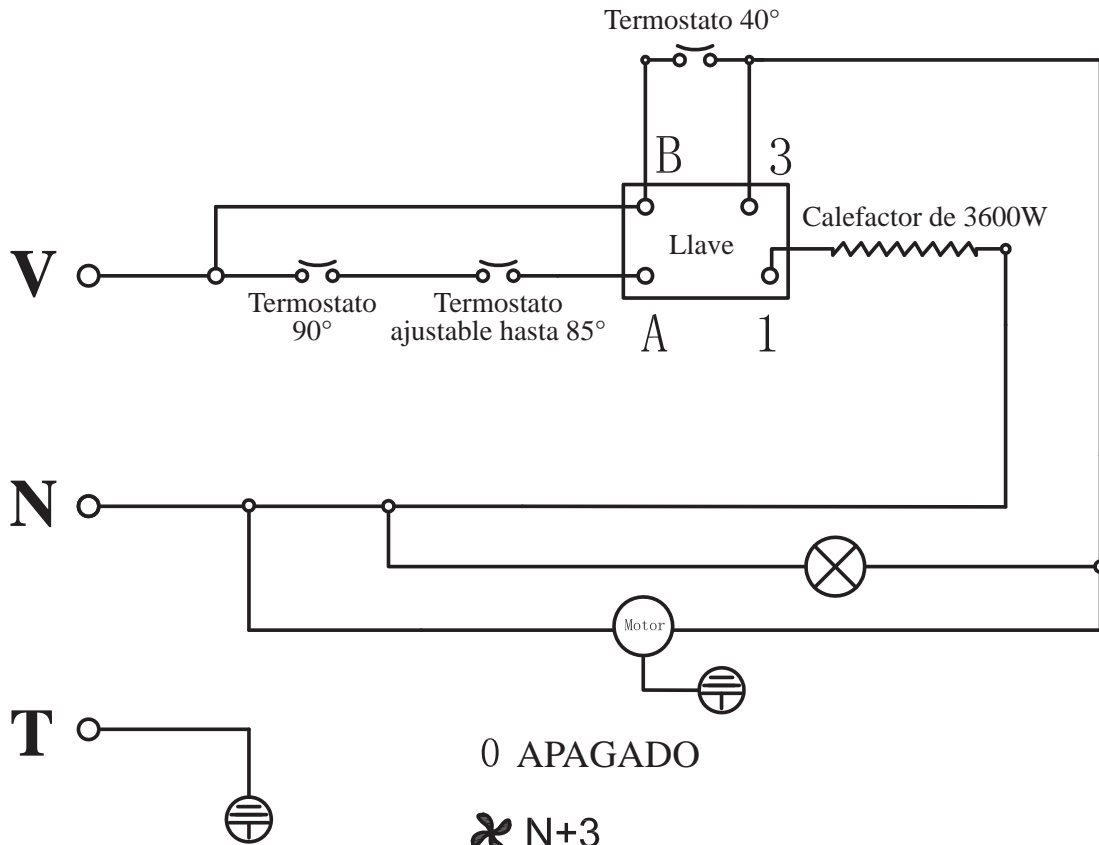 Termostato 40°
B
3
Calefactor de 3600W
Llave
V
Termostato
90°
Termostato
ajustable hasta 85°
A
1
N
Motor
T
0 APAGADO
N+3